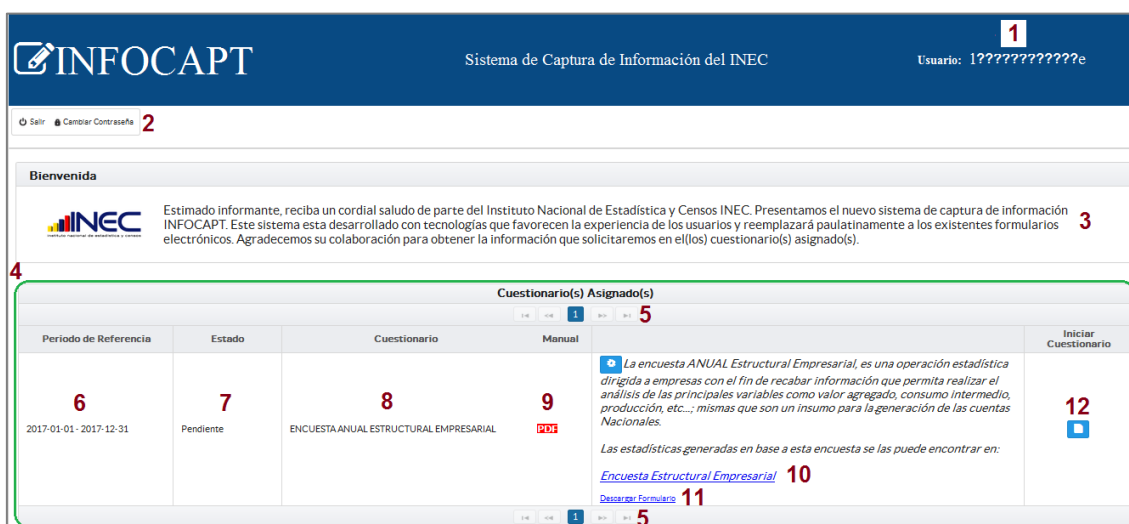 1
INFOCAPT
Sistema de Captura de Información del INEC
Usuario: 1????????????e
Salir Cambiar Contraseña 2
Bienvenida
INEC
instituto nacional de estadística y censos
Estimado informante, reciba un cordial saludo de parte del Instituto Nacional de Estadística y Censos INEC. Presentamos el nuevo sistema de captura de información
INFOCAPT. Este sistema esta desarrollado con tecnologías que favorecen la experiencia de los usuarios y reemplazará paulatinamente a los existentes formularios
electrónicos. Agradecemos su colaboración para obtener la información que solicitaremos en el(los) cuestionario(s) asignado(s).
3
4
Cuestionario(s) Asignado(s)
1 5
Periodo de Referencia Estado Cuestionario Manual Iniciar Cuestionario
6 7 8 9
2017-01-01 - 2017-12-31 Pendiente ENCUESTA ANUAL ESTRUCTURAL EMPRESARIAL PDF
La encuesta ANUAL Estructural Empresarial, es una operación estadística
dirigida a empresas con el fin de recabar información que permita realizar el
análisis de las principales variables como valor agregado, consumo intermedio,
producción, etc...; mismas que son un insumo para la generación de las cuentas
Nacionales.
Las estadísticas generadas en base a esta encuesta se las puede encontrar en:
Encuesta Estructural Empresarial 10
Descargar Formulario 11
12
1 5